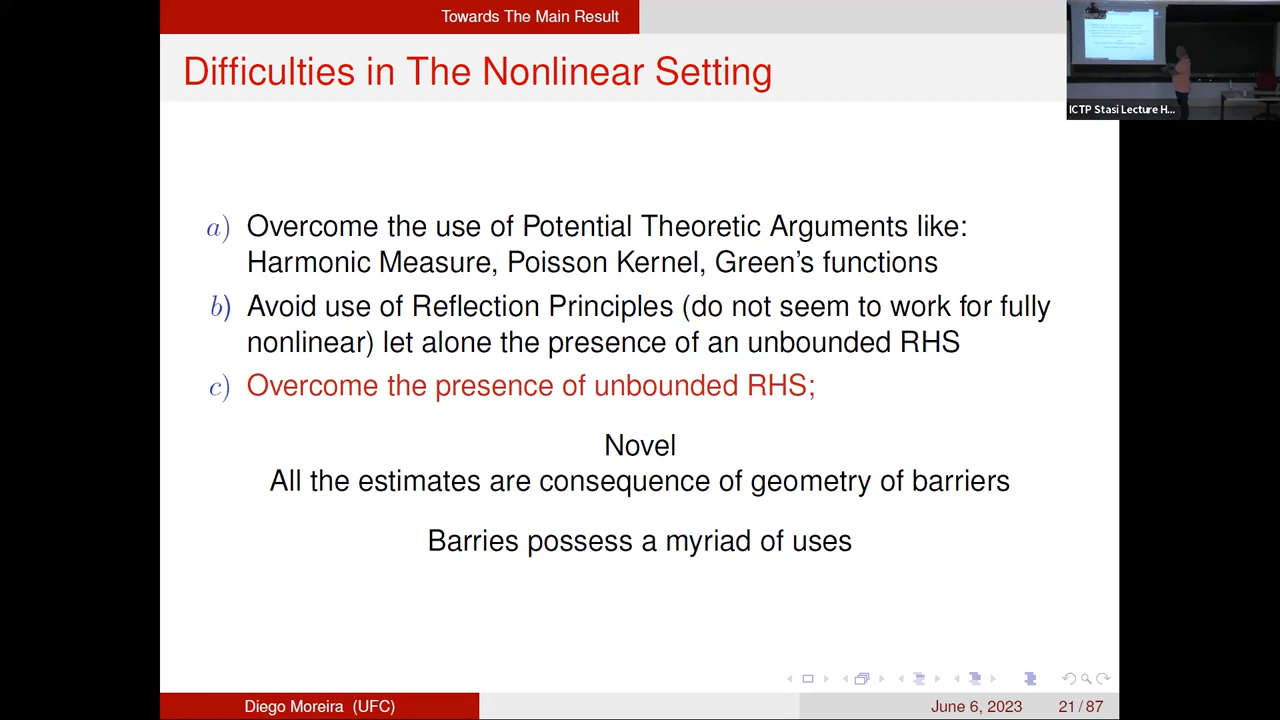 Towards The Main Result
Difficulties in The Nonlinear Setting
ICTP Stasi Lecture H...
a) Overcome the use of Potential Theoretic Arguments like:
Harmonic Measure, Poisson Kernel, Green's functions
b) Avoid use of Reflection Principles (do not seem to work for fully
nonlinear) let alone the presence of an unbounded RHS
c) Overcome the presence of unbounded RHS;
Novel
All the estimates are consequence of geometry of barriers
Barries possess a myriad of uses
Diego Moreira (UFC)
June 6, 2023
21 / 87